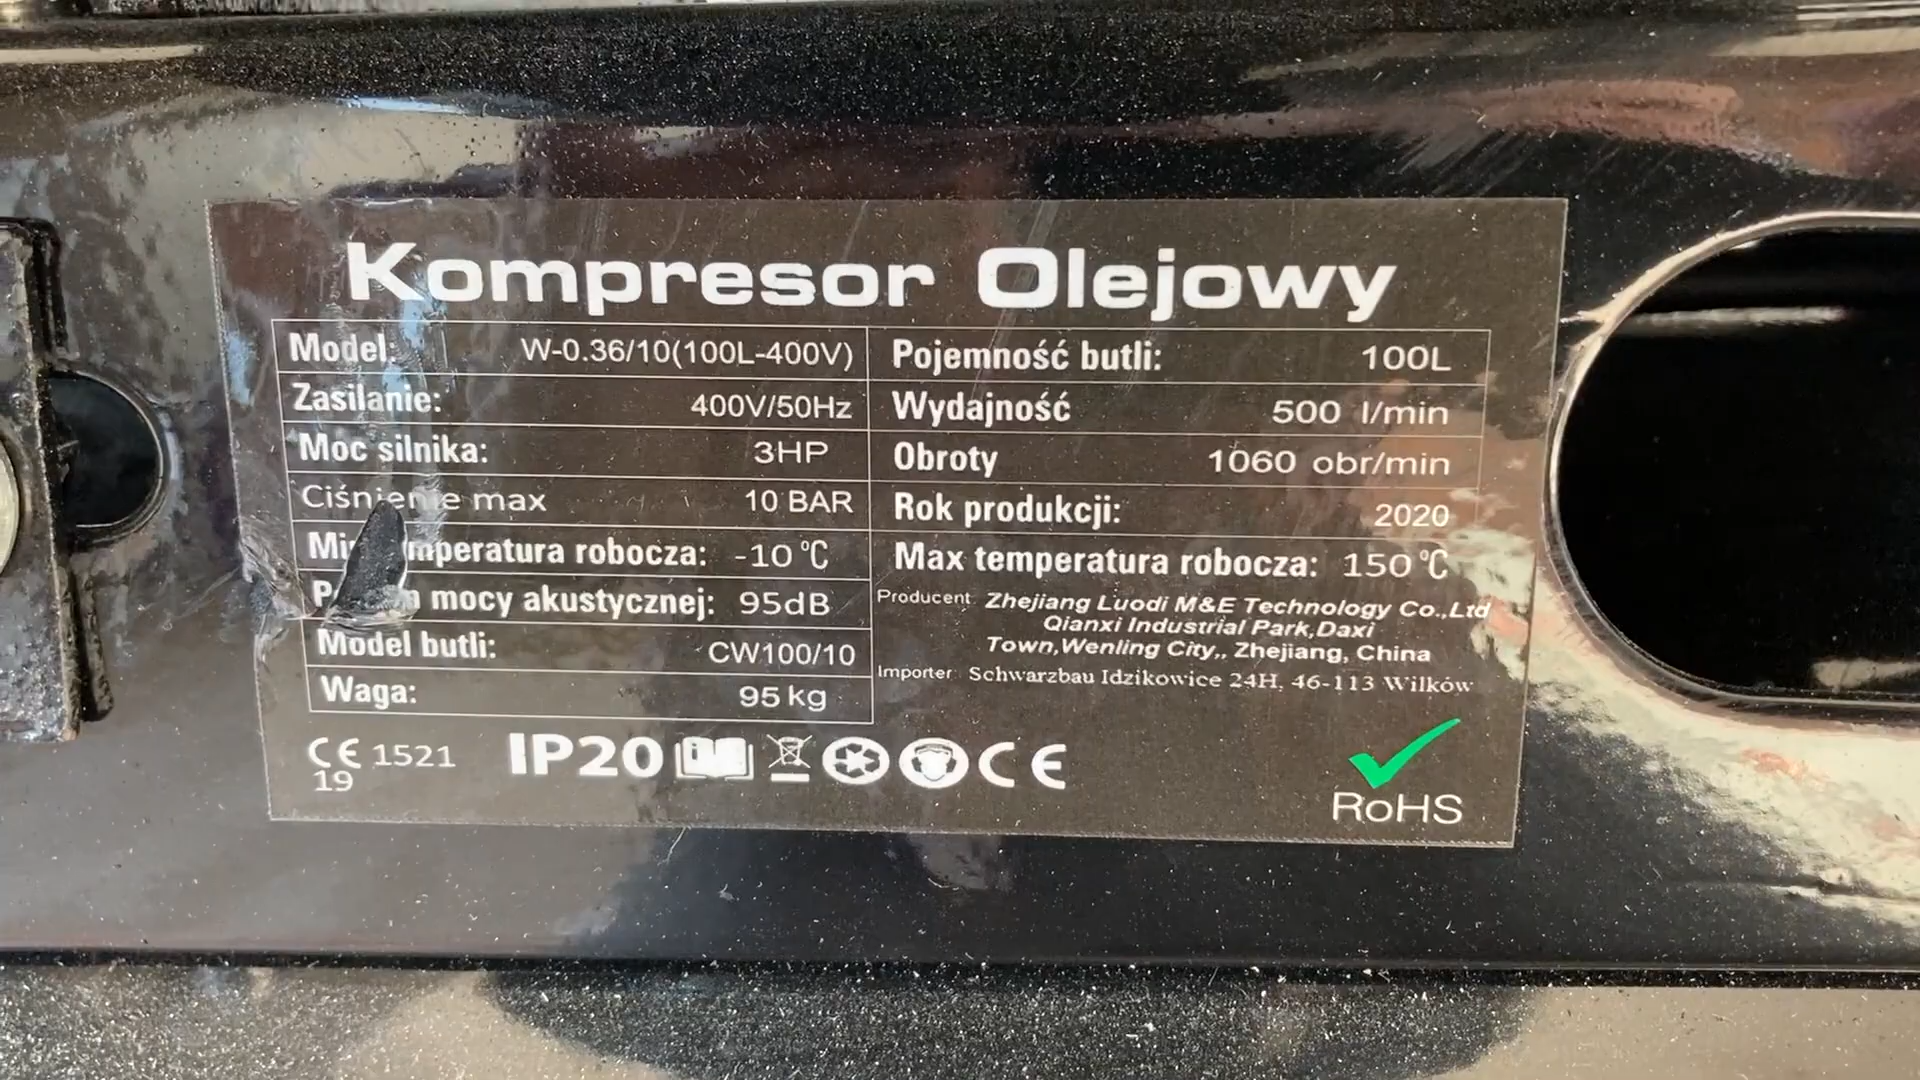 Kompresor Olejowy
Model: W-0.36/10(100L-400V)
Zasilanie: 400V/50Hz
Moc silnika: 3HP
Ciśnienie max 10 BAR
temperatura robocza: -10 °C
mocy akustycznej: 95dB
Model butli: CW100/10
Waga: 95 kg
Pojemność butli: 100L
Wydajność 500 l/min
Obroty 1060 obr/min
Rok produkcji: 2020
Max temperatura robocza: 150 °C
Producent Zhejiang Luodi M&E Technology Co.,Ltd
Qianxi Industrial Park,Daxi
Town,Wenling City,, Zhejiang, China
Importer Schwarzbau Idzikowice 24H, 46-113 Wilków
CE 1521
19
IP20 CE
RoHS